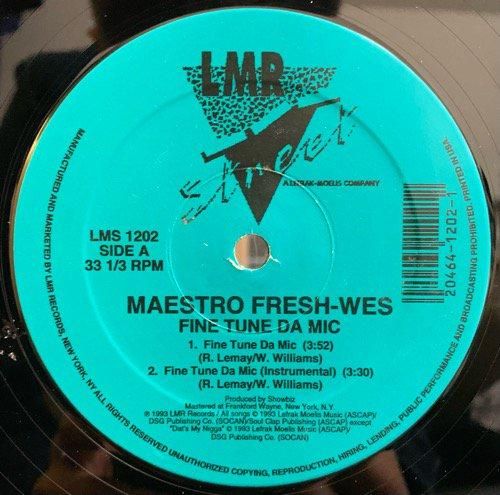 LMR
Street
A LEFRAK-MOELIS COMPANY
LMS 1202
SIDE A
33 1/3 RPM
20464-1202-1
MAESTRO FRESH-WES
FINE TUNE DA MIC
1. Fine Tune Da Mic (3:52)
(R. Lemay/W. Williams)
2. Fine Tune Da Mic (Instrumental) (3:30)
(R. Lemay/W. Williams)
Produced by Showbiz
Mastered at Frankford Wayne, New York, N.Y.
℗ 1993 LMR Records / All songs © 1993 Lefrak Moelis Music (ASCAP)/
DSG Publishing Co. (SOCAN)/Soul Clap Publishing (ASCAP) except
"Dat's My Nigga" © 1993 Lefrak Moelis Music (ASCAP)/
DSG Publishing Co. (SOCAN)
MANUFACTURED AND MARKETED BY LMR RECORDS, NEW YORK, NY ALL RIGHTS RESERVED UNAUTHORIZED COPYING, REPRODUCTION, HIRING, LENDING, PUBLIC PERFORMANCE AND BROADCASTING PROHIBITED. PRINTED IN USA